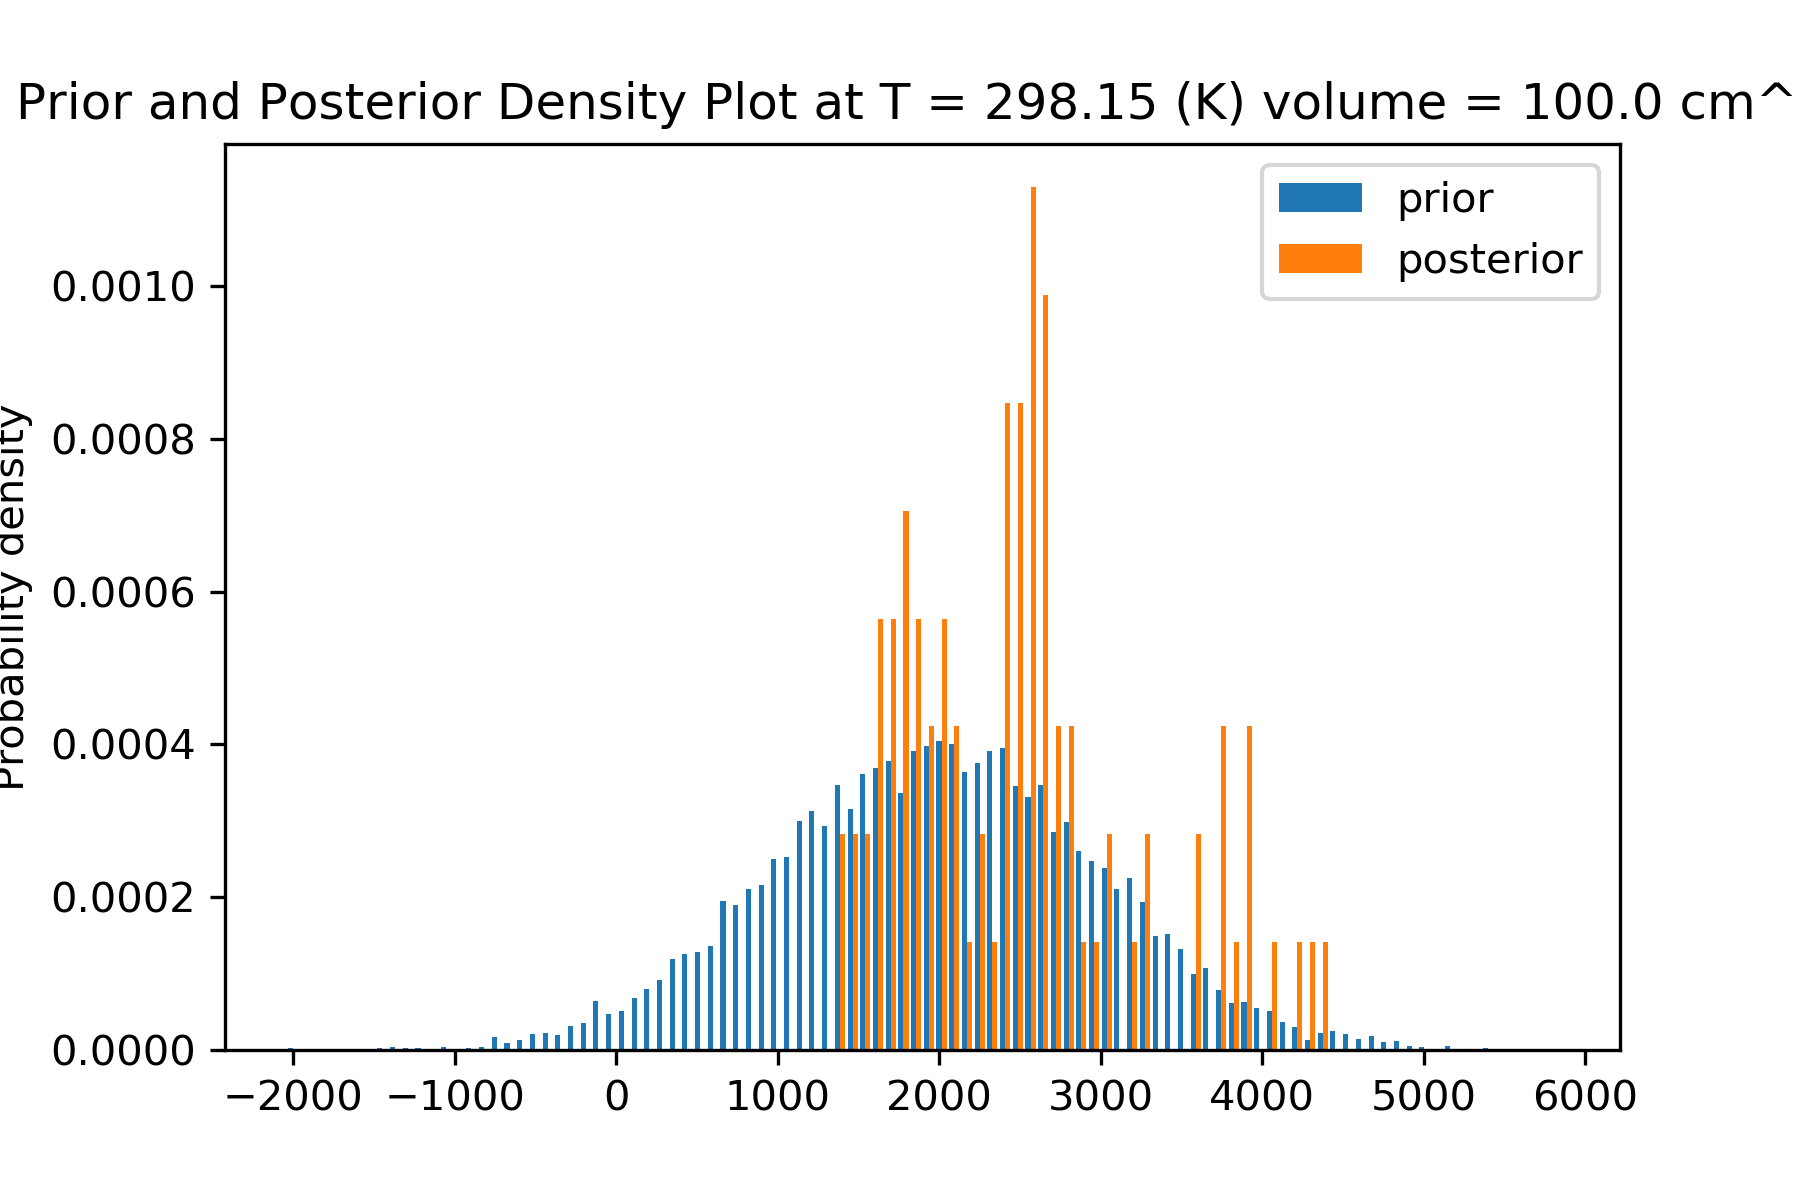 Prior and Posterior Density Plot at T = 298.15 (K) volume = 100.0 cm^
prior
posterior
Probability density
0.0010
0.0008
0.0006
0.0004
0.0002
0.0000
−2000 −1000 0 1000 2000 3000 4000 5000 6000